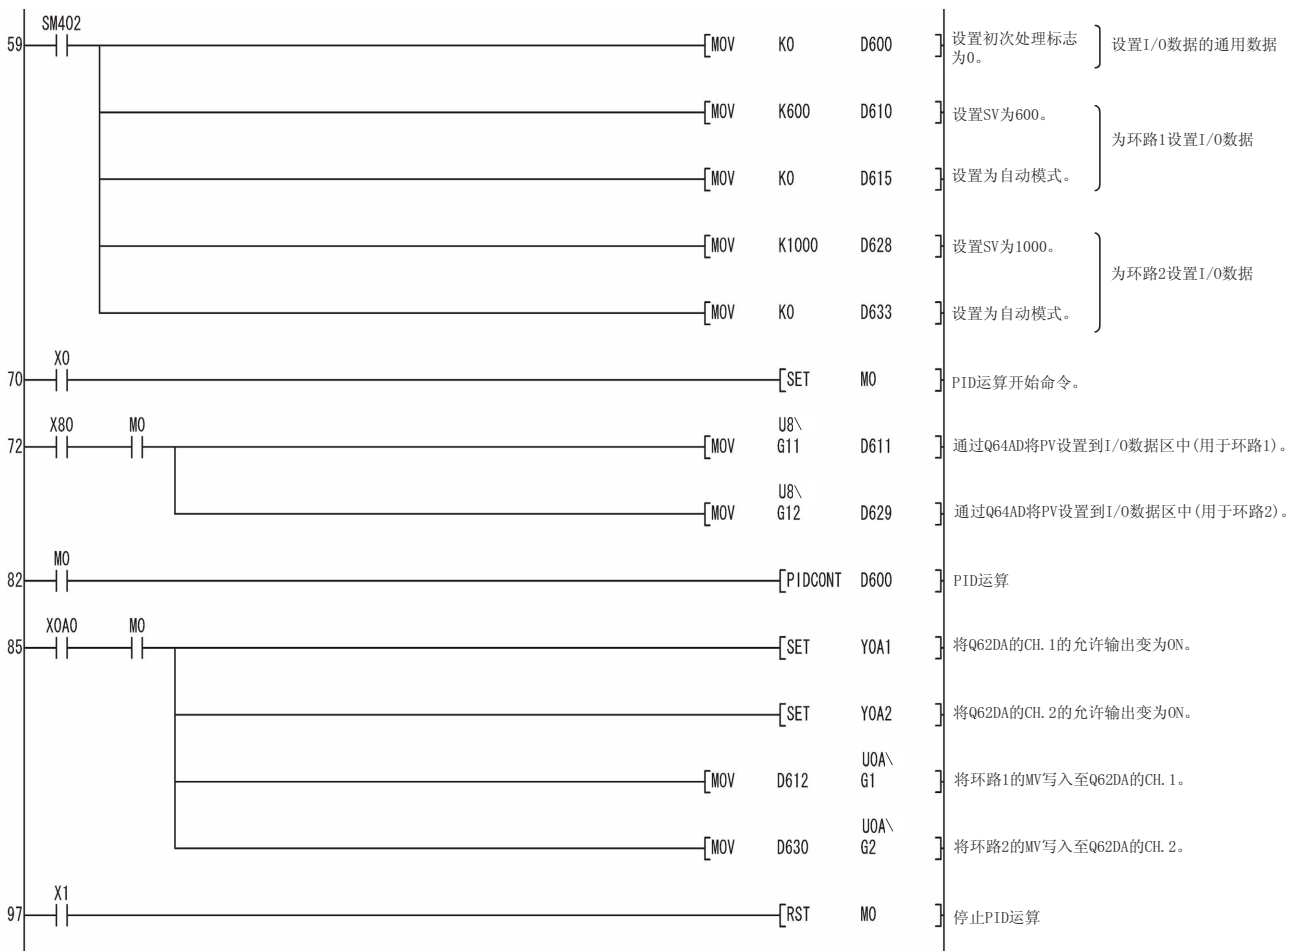 SM402
59 [MOV K0 D600 ] 设置初次处理标志 设置I/O数据的通用数据
为0。
[MOV K600 D610 ] 设置SV为600。
为环路1设置I/O数据
[MOV K0 D615 ] 设置为自动模式。
[MOV K1000 D628 ] 设置SV为1000。
为环路2设置I/O数据
[MOV K0 D633 ] 设置为自动模式。
X0
70 [SET M0 ] PID运算开始命令。
X80 M0 U8\
72 [MOV G11 D611 ] 通过Q64AD将PV设置到I/O数据区中(用于环路1)。
U8\
[MOV G12 D629 ] 通过Q64AD将PV设置到I/O数据区中(用于环路2)。
M0
82 [PIDCONT D600 ] PID运算
X0A0 M0
85 [SET Y0A1 ] 将Q62DA的CH.1的允许输出变为ON。
[SET Y0A2 ] 将Q62DA的CH.2的允许输出变为ON。
U0A\
[MOV D612 G1 ] 将环路1的MV写入至Q62DA的CH.1。
U0A\
[MOV D630 G2 ] 将环路2的MV写入至Q62DA的CH.2。
X1
97 [RST M0 ] 停止PID运算